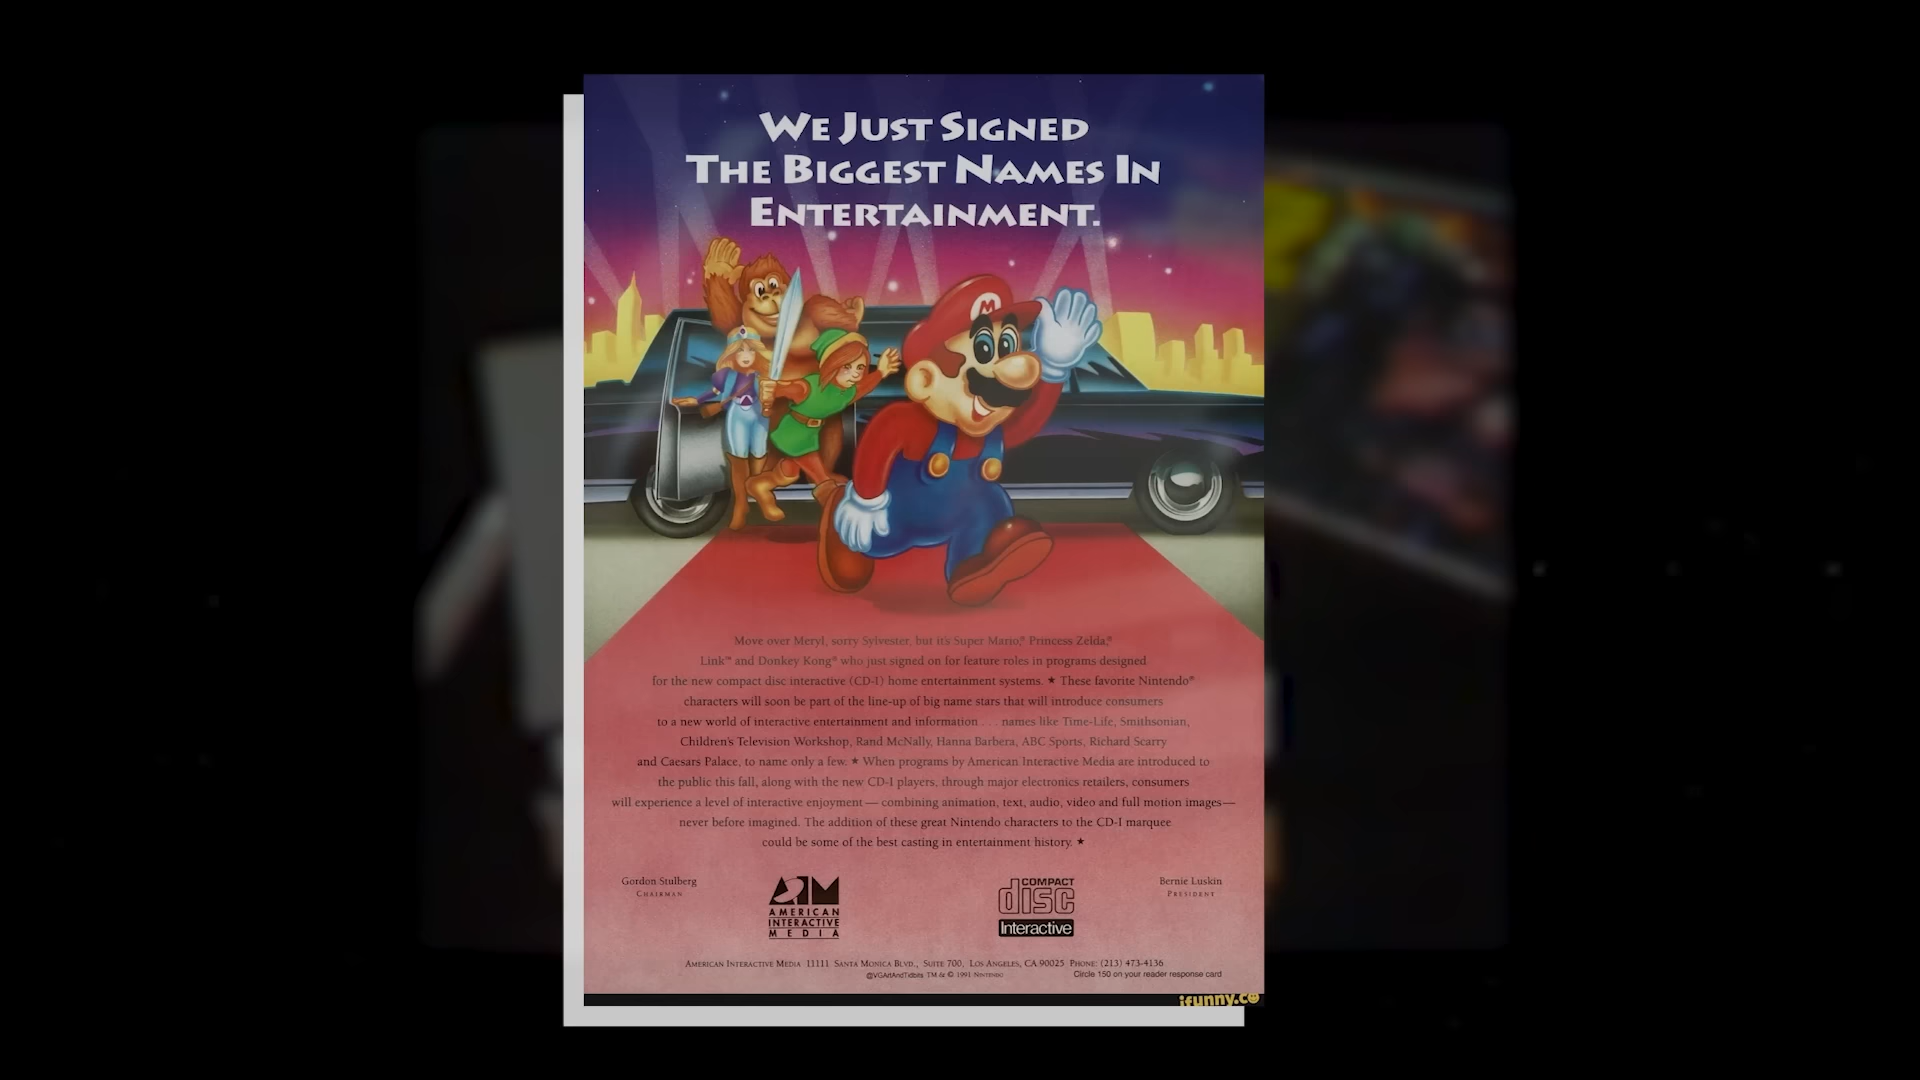 WE JUST SIGNED
THE BIGGEST NAMES IN
ENTERTAINMENT.
M
Move over Meryl, sorry Sylvester, but it's Super Mario,® Princess Zelda,®
Link™ and Donkey Kong® who just signed on for feature roles in programs designed
for the new compact disc interactive (CD-I) home entertainment systems. ★ These favorite Nintendo®
characters will soon be part of the line-up of big name stars that will introduce consumers
to a new world of interactive entertainment and information . . . names like Time-Life, Smithsonian,
Children's Television Workshop, Rand McNally, Hanna Barbera, ABC Sports, Richard Scarry
and Caesars Palace, to name only a few. ★ When programs by American Interactive Media are introduced to
the public this fall, along with the new CD-I players, through major electronics retailers, consumers
will experience a level of interactive enjoyment — combining animation, text, audio, video and full motion images—
never before imagined. The addition of these great Nintendo characters to the CD-I marquee
could be some of the best casting in entertainment history. ★
Gordon Stulberg
CHAIRMAN
AIM
AMERICAN
INTERACTIVE
MEDIA
COMPACT
disc
Interactive
Bernie Luskin
PRESIDENT
AMERICAN INTERACTIVE MEDIA 11111 SANTA MONICA BLVD., SUITE 700, LOS ANGELES, CA 90025 PHONE: (213) 473-4136
@VGArtAndTidbits TM & © 1991 NINTENDO
Circle 150 on your reader response card
ifunny.co